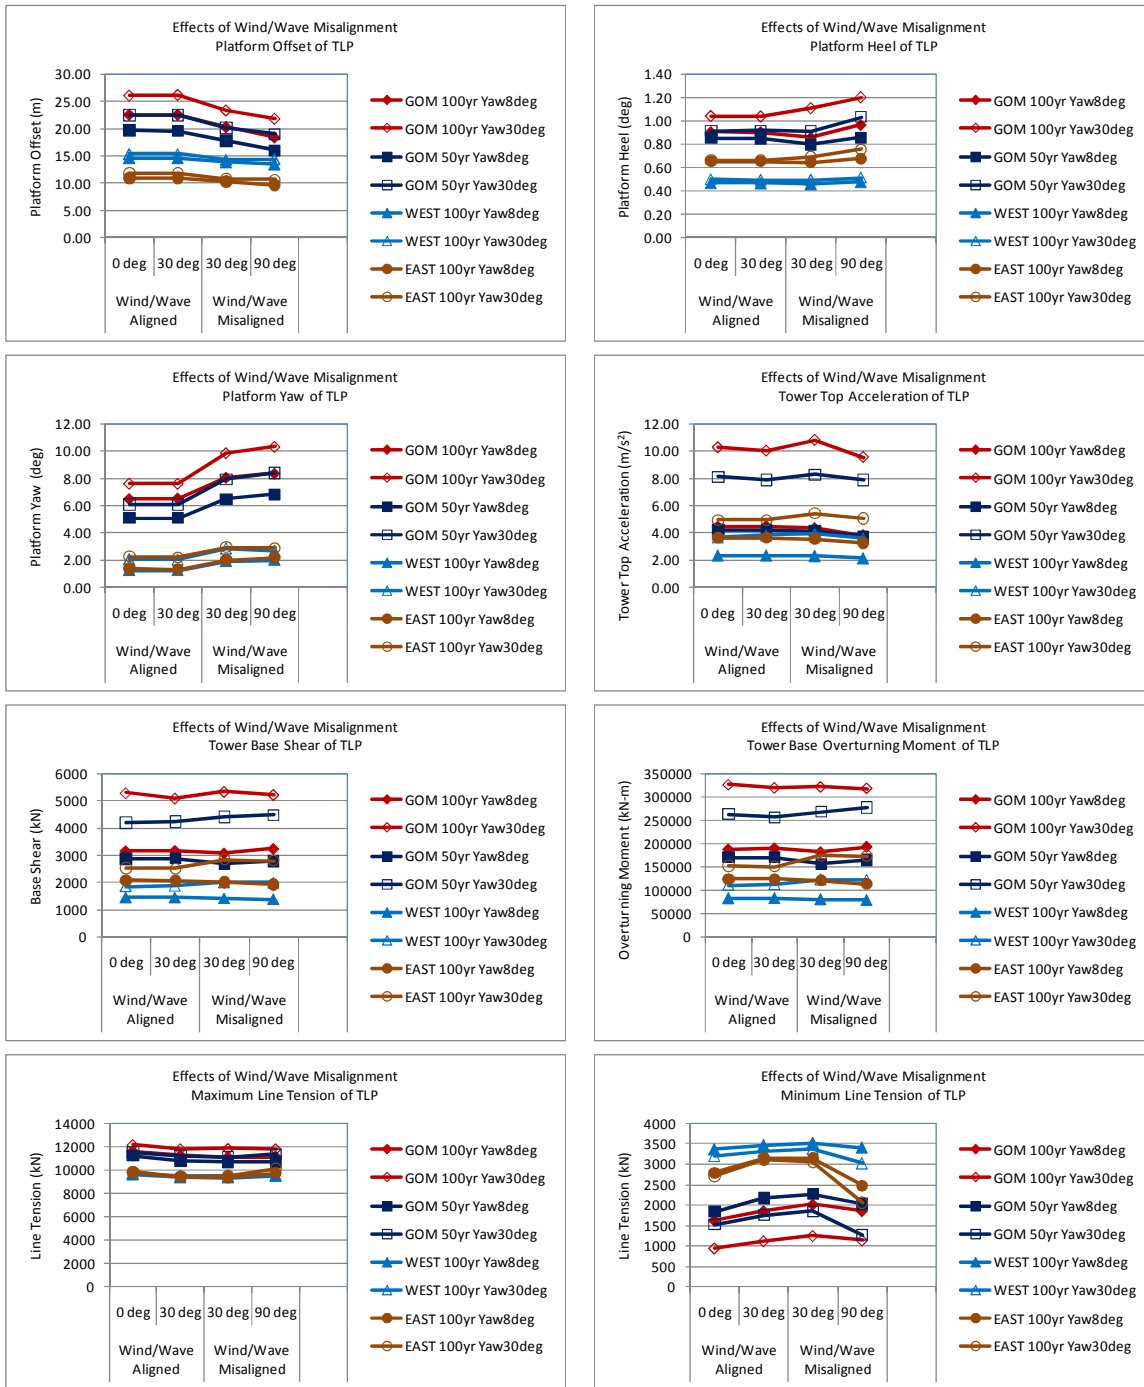 Effects of Wind/Wave Misalignment
Platform Offset of TLP
Platform Offset (m)
30.00
25.00
20.00
15.00
10.00
5.00
0.00
0 deg 30 deg 30 deg 90 deg
Wind/Wave Aligned
Wind/Wave Misaligned
GOM 100yr Yaw8deg
GOM 100yr Yaw30deg
GOM 50yr Yaw8deg
GOM 50yr Yaw30deg
WEST 100yr Yaw8deg
WEST 100yr Yaw30deg
EAST 100yr Yaw8deg
EAST 100yr Yaw30deg
Effects of Wind/Wave Misalignment
Platform Heel of TLP
Platform Heel (deg)
1.40
1.20
1.00
0.80
0.60
0.40
0.20
0.00
0 deg 30 deg 30 deg 90 deg
Wind/Wave Aligned
Wind/Wave Misaligned
GOM 100yr Yaw8deg
GOM 100yr Yaw30deg
GOM 50yr Yaw8deg
GOM 50yr Yaw30deg
WEST 100yr Yaw8deg
WEST 100yr Yaw30deg
EAST 100yr Yaw8deg
EAST 100yr Yaw30deg
Effects of Wind/Wave Misalignment
Platform Yaw of TLP
Platform Yaw (deg)
12.00
10.00
8.00
6.00
4.00
2.00
0.00
0 deg 30 deg 30 deg 90 deg
Wind/Wave Aligned
Wind/Wave Misaligned
GOM 100yr Yaw8deg
GOM 100yr Yaw30deg
GOM 50yr Yaw8deg
GOM 50yr Yaw30deg
WEST 100yr Yaw8deg
WEST 100yr Yaw30deg
EAST 100yr Yaw8deg
EAST 100yr Yaw30deg
Effects of Wind/Wave Misalignment
Tower Top Acceleration of TLP
Tower Top Acceleration (m/s²)
12.00
10.00
8.00
6.00
4.00
2.00
0.00
0 deg 30 deg 30 deg 90 deg
Wind/Wave Aligned
Wind/Wave Misaligned
GOM 100yr Yaw8deg
GOM 100yr Yaw30deg
GOM 50yr Yaw8deg
GOM 50yr Yaw30deg
WEST 100yr Yaw8deg
WEST 100yr Yaw30deg
EAST 100yr Yaw8deg
EAST 100yr Yaw30deg
Effects of Wind/Wave Misalignment
Tower Base Shear of TLP
Base Shear (kN)
6000
5000
4000
3000
2000
1000
0
0 deg 30 deg 30 deg 90 deg
Wind/Wave Aligned
Wind/Wave Misaligned
GOM 100yr Yaw8deg
GOM 100yr Yaw30deg
GOM 50yr Yaw8deg
GOM 50yr Yaw30deg
WEST 100yr Yaw8deg
WEST 100yr Yaw30deg
EAST 100yr Yaw8deg
EAST 100yr Yaw30deg
Effects of Wind/Wave Misalignment
Tower Base Overturning Moment of TLP
Overturning Moment (kN-m)
350000
300000
250000
200000
150000
100000
50000
0
0 deg 30 deg 30 deg 90 deg
Wind/Wave Aligned
Wind/Wave Misaligned
GOM 100yr Yaw8deg
GOM 100yr Yaw30deg
GOM 50yr Yaw8deg
GOM 50yr Yaw30deg
WEST 100yr Yaw8deg
WEST 100yr Yaw30deg
EAST 100yr Yaw8deg
EAST 100yr Yaw30deg
Effects of Wind/Wave Misalignment
Maximum Line Tension of TLP
Line Tension (kN)
14000
12000
10000
8000
6000
4000
2000
0
0 deg 30 deg 30 deg 90 deg
Wind/Wave Aligned
Wind/Wave Misaligned
GOM 100yr Yaw8deg
GOM 100yr Yaw30deg
GOM 50yr Yaw8deg
GOM 50yr Yaw30deg
WEST 100yr Yaw8deg
WEST 100yr Yaw30deg
EAST 100yr Yaw8deg
EAST 100yr Yaw30deg
Effects of Wind/Wave Misalignment
Minimum Line Tension of TLP
Line Tension (kN)
4000
3500
3000
2500
2000
1500
1000
500
0
0 deg 30 deg 30 deg 90 deg
Wind/Wave Aligned
Wind/Wave Misaligned
GOM 100yr Yaw8deg
GOM 100yr Yaw30deg
GOM 50yr Yaw8deg
GOM 50yr Yaw30deg
WEST 100yr Yaw8deg
WEST 100yr Yaw30deg
EAST 100yr Yaw8deg
EAST 100yr Yaw30deg